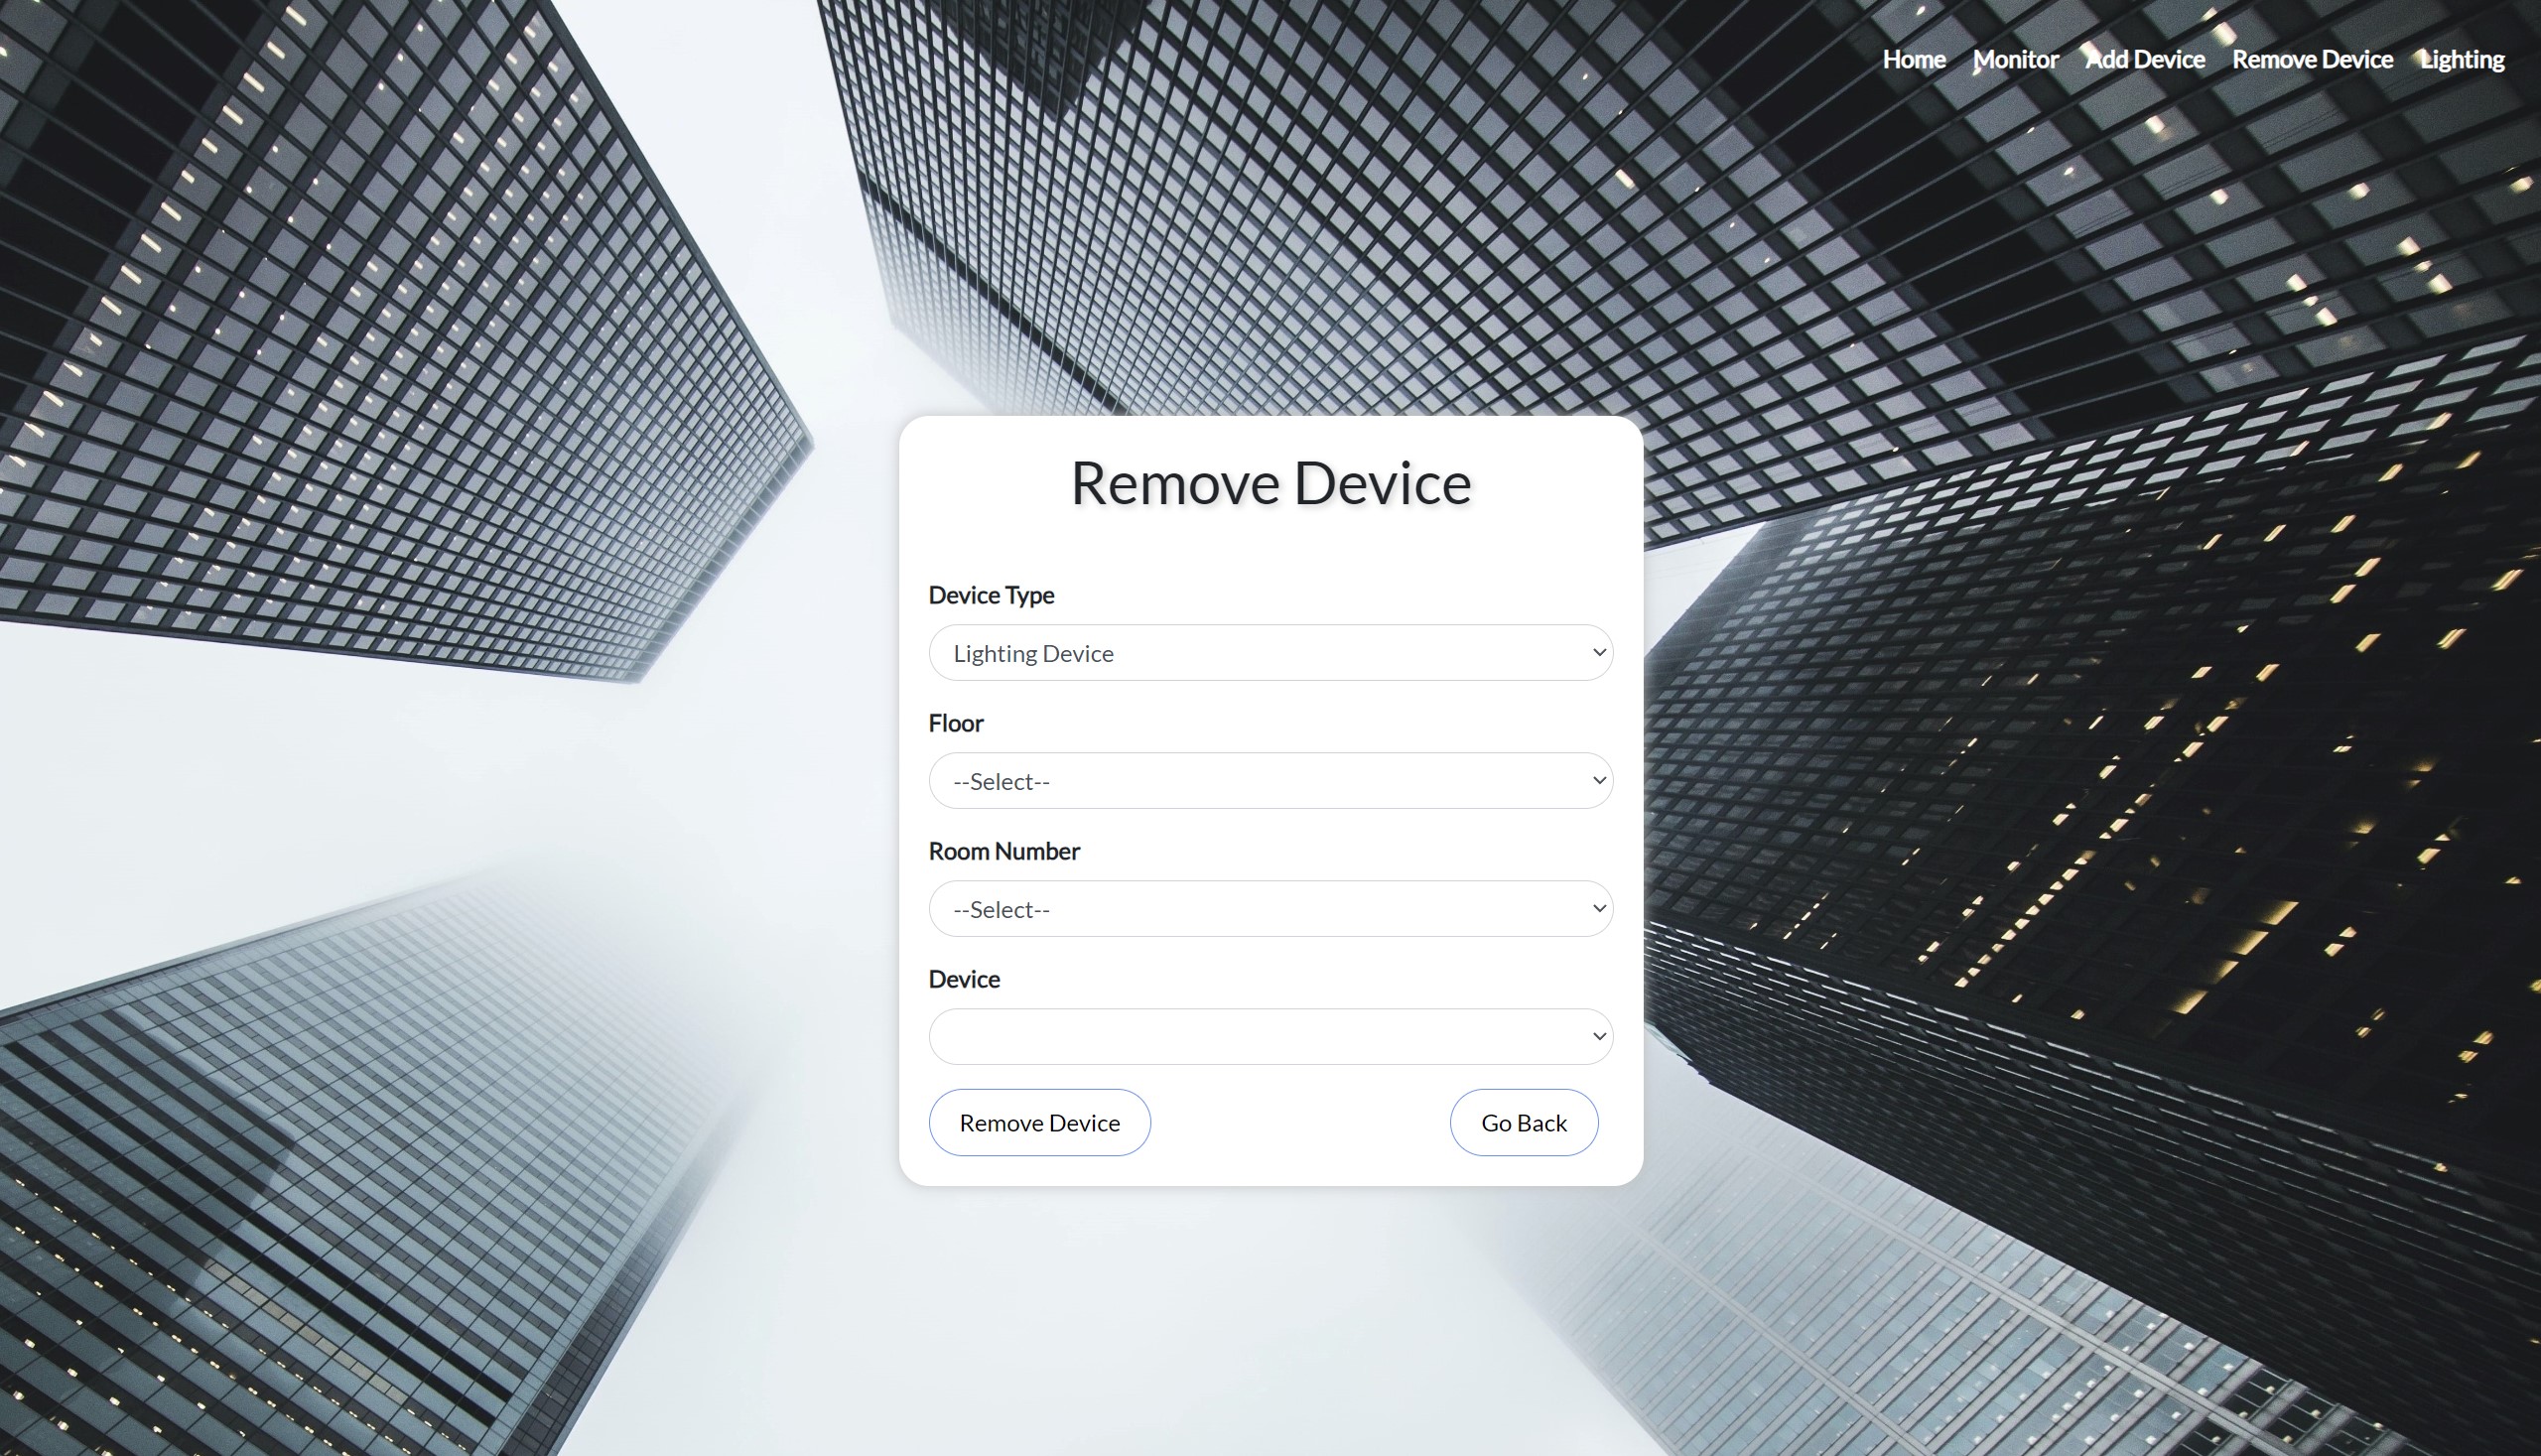 Home Monitor Add Device Remove Device Lighting
Remove Device
Device Type
Lighting Device
Floor
--Select--
Room Number
--Select--
Device
Remove Device Go Back